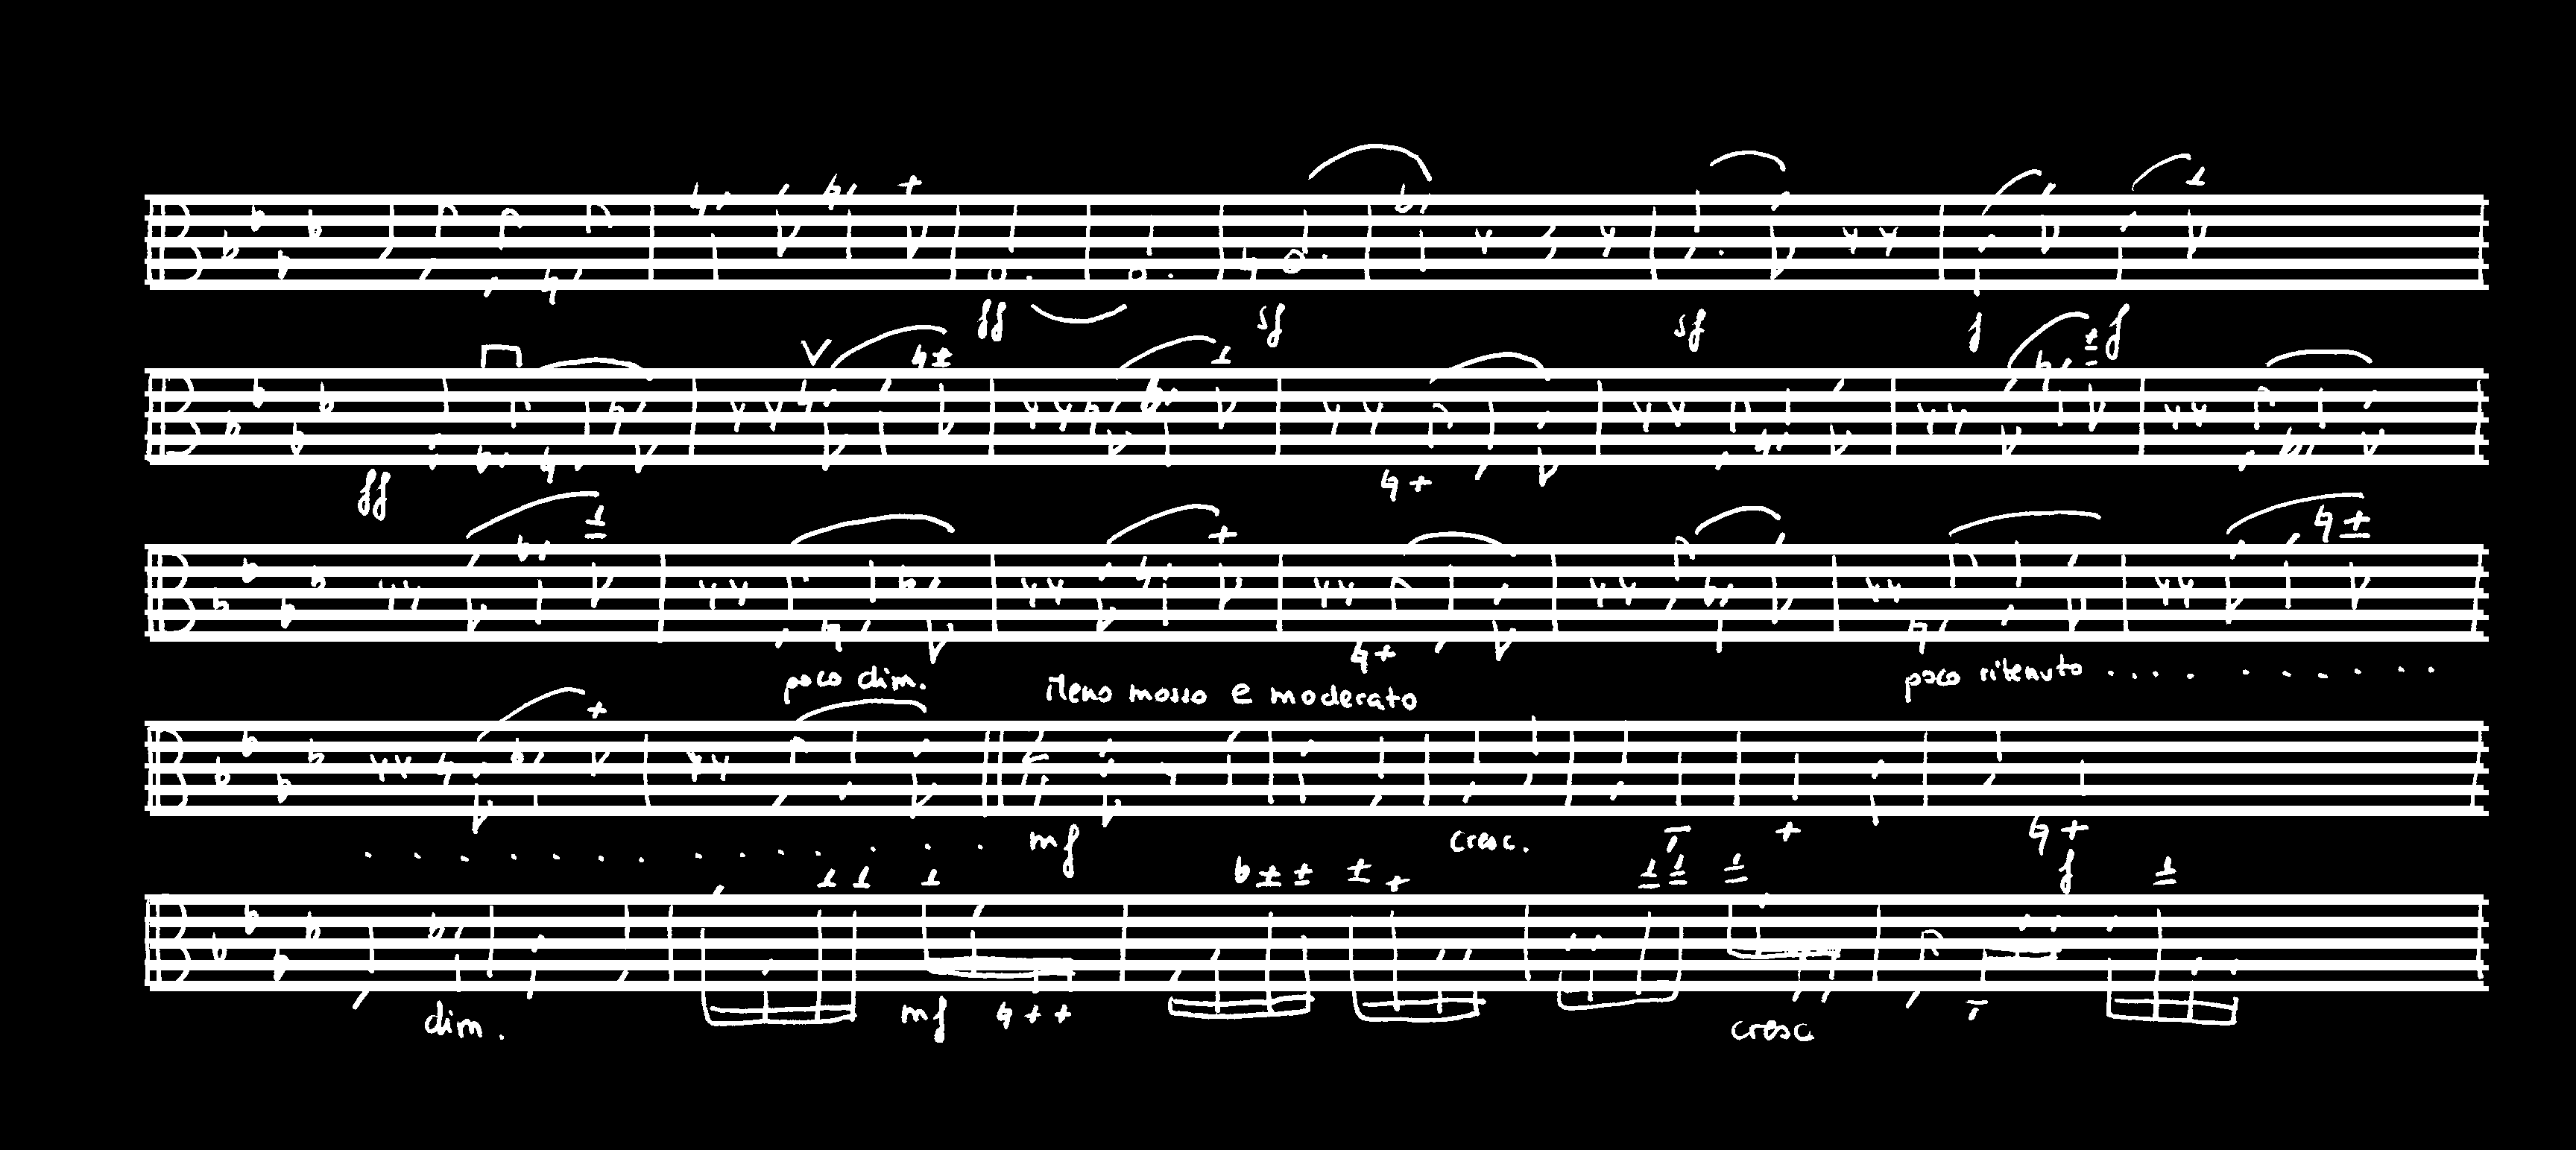 ff sf sf f f
ff
poco dim. Meno mosso e moderato poco ritenuto . . . . . . . . . .
. . . . . . . . . . . . . . mf cresc. f
dim. mf cresc